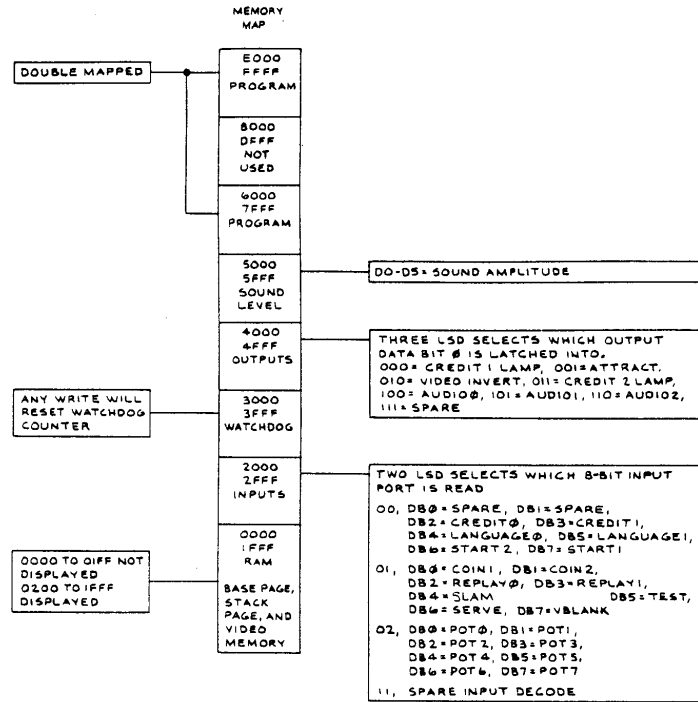 MEMORY
MAP
DOUBLE MAPPED
E000
FFFF
PROGRAM
8000
DFFF
NOT
USED
6000
7FFF
PROGRAM
5000
5FFF
SOUND
LEVEL
D0-D5= SOUND AMPLITUDE
4000
4FFF
OUTPUTS
THREE LSD SELECTS WHICH OUTPUT
DATA BIT Ø IS LATCHED INTO.
000= CREDIT 1 LAMP, 001=ATTRACT,
010= VIDEO INVERT, 011= CREDIT 2 LAMP,
100= AUDIOØ, 101= AUDIO1, 110= AUDIO2,
111= SPARE
ANY WRITE WILL
RESET WATCHDOG
COUNTER
3000
3FFF
WATCHDOG
2000
2FFF
INPUTS
TWO LSD SELECTS WHICH 8-BIT INPUT
PORT IS READ
00, DBØ= SPARE, DB1= SPARE,
DB2= CREDITØ, DB3=CREDIT1,
DB4= LANGUAGEØ, DB5= LANGUAGE1,
DB6= START2, DB7= START1
01, DBØ= COIN1, DB1=COIN2,
DB2= REPLAYØ, DB3=REPLAY1,
DB4= SLAM DB5= TEST,
DB6= SERVE, DB7=VBLANK
02, DBØ=POTØ, DB1=POT1,
DB2=POT2, DB3=POT3,
DB4=POT4, DB5=POT5,
DB6=POT6, DB7=POT7
11, SPARE INPUT DECODE
0000 TO 01FF NOT
DISPLAYED
0200 TO 1FFF
DISPLAYED
0000
1FFF
RAM
BASE PAGE,
STACK
PAGE, AND
VIDEO
MEMORY